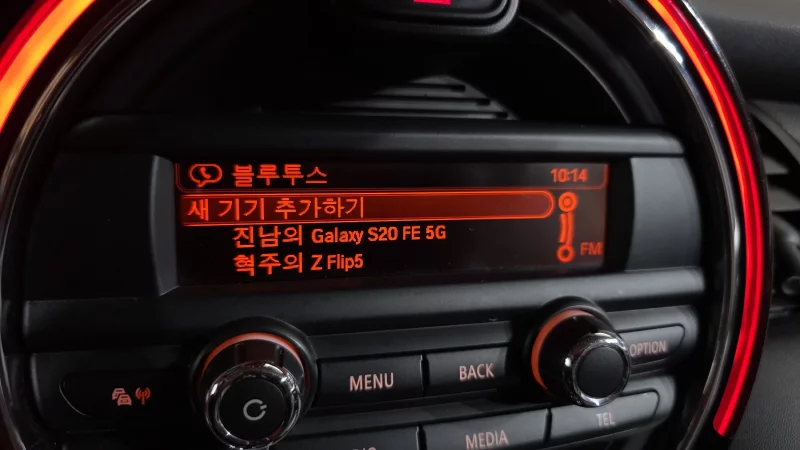 블루투스 10:14
새 기기 추가하기
진남의 Galaxy S20 FE 5G
혁주의 Z Flip5
FM
MENU
BACK
OPTION
MEDIA
TEL